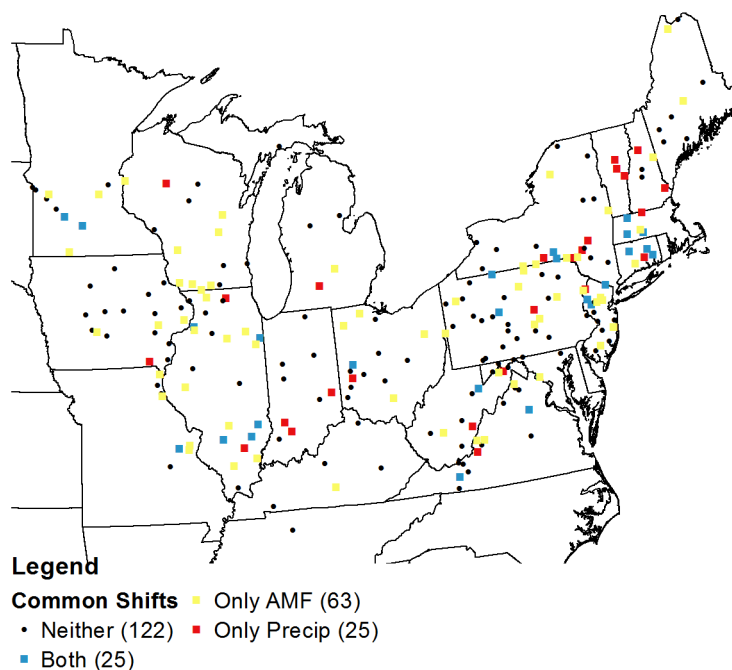 Legend
Common Shifts Only AMF (63)
Neither (122) Only Precip (25)
Both (25)